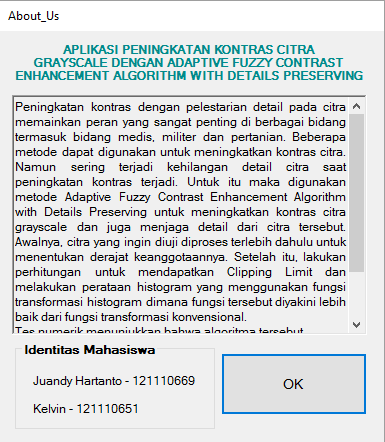 About_Us
APLIKASI PENINGKATAN KONTRAS CITRA
GRAYSCALE DENGAN ADAPTIVE FUZZY CONTRAST
ENHANCEMENT ALGORITHM WITH DETAILS PRESERVING
Peningkatan kontras dengan pelestarian detail pada citra
memainkan peran yang sangat penting di berbagai bidang
termasuk bidang medis, militer dan pertanian. Beberapa
metode dapat digunakan untuk meningkatkan kontras citra.
Namun sering terjadi kehilangan detail citra saat
peningkatan kontras terjadi. Untuk itu maka digunakan
metode Adaptive Fuzzy Contrast Enhancement Algorithm
with Details Preserving untuk meningkatkan kontras citra
grayscale dan juga menjaga detail dari citra tersebut.
Awalnya, citra yang ingin diuji diproses terlebih dahulu untuk
menentukan derajat keanggotaannya. Setelah itu, lakukan
perhitungan untuk mendapatkan Clipping Limit dan
melakukan perataan histogram yang menggunakan fungsi
transformasi histogram dimana fungsi tersebut diyakini lebih
baik dari fungsi transformasi konvensional.
Tes numerik menunjukkan bahwa algoritma tersebut
Identitas Mahasiswa
Juandy Hartanto - 121110669
Kelvin - 121110651
OK